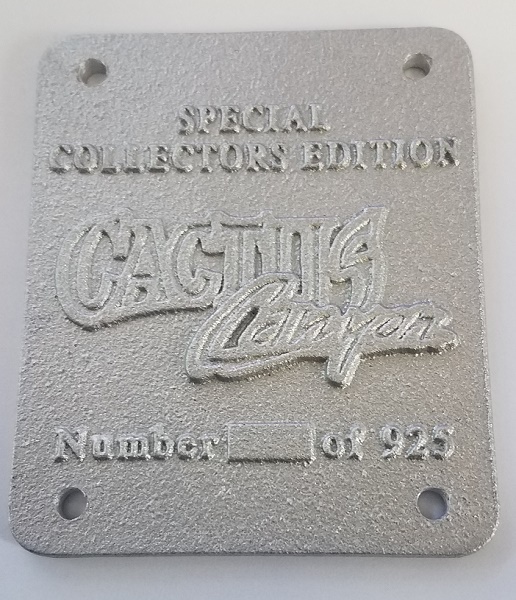 SPECIAL
COLLECTORS EDITION
CACTUS
Canyon
Number of 925